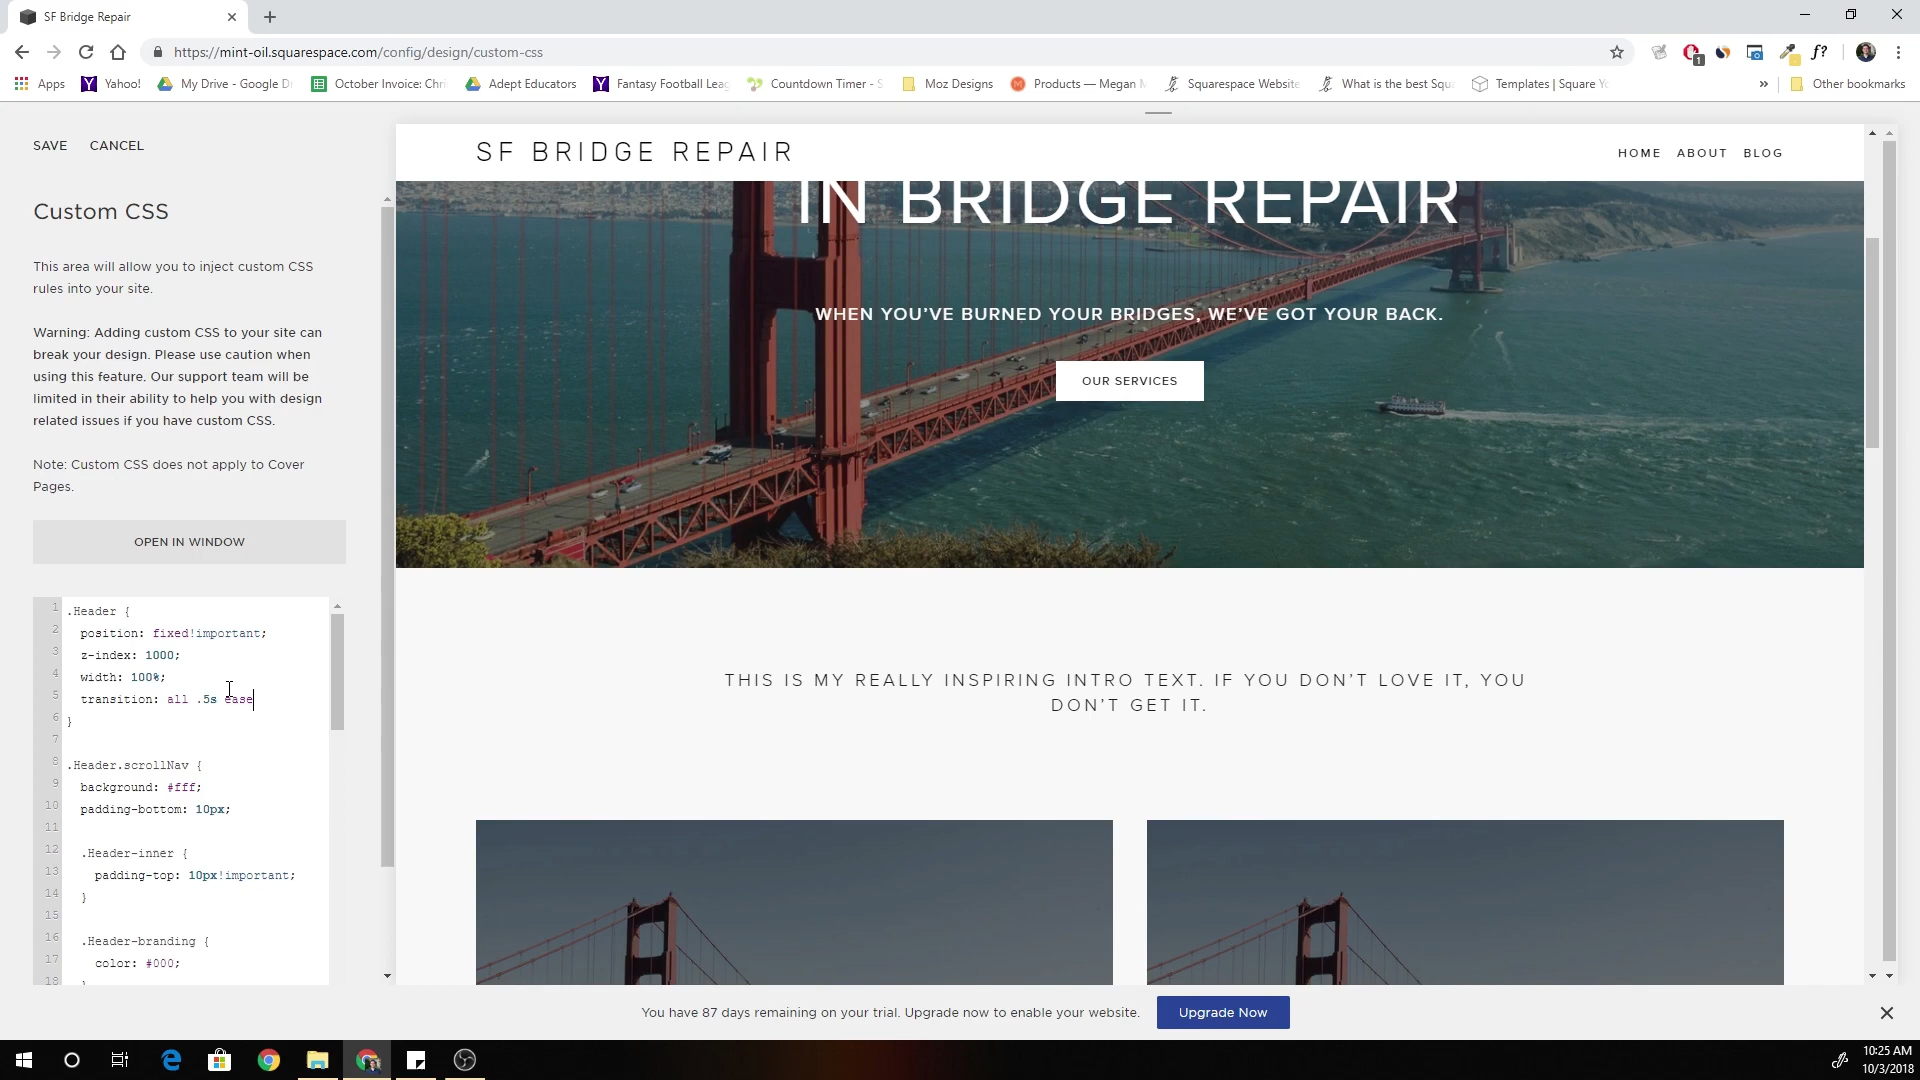 SF Bridge Repair
https://mint-oil.squarespace.com/config/design/custom-css
1
f?
Apps
Yahoo!
My Drive - Google D
October Invoice: Chri
Adept Educators
Fantasy Football Lea
Countdown Timer - S
Moz Designs
Products — Megan M
Squarespace Website
What is the best Squ
Templates | Square Yo
»
Other bookmarks
SAVE CANCEL
Custom CSS
This area will allow you to inject custom CSS
rules into your site.
Warning: Adding custom CSS to your site can
break your design. Please use caution when
using this feature. Our support team will be
limited in their ability to help you with design
related issues if you have custom CSS.
Note: Custom CSS does not apply to Cover
Pages.
OPEN IN WINDOW
1 .Header {
2 position: fixed!important;
3 z-index: 1000;
4 width: 100%;
5 transition: all .5s ease
6 }
7
8 .Header.scrollNav {
9 background: #fff;
10 padding-bottom: 10px;
11
12 .Header-inner {
13 padding-top: 10px!important;
14 }
15
16 .Header-branding {
17 color: #000;
18 }
SF BRIDGE REPAIR
HOME ABOUT BLOG
IN BRIDGE REPAIR
WHEN YOU'VE BURNED YOUR BRIDGES, WE'VE GOT YOUR BACK.
OUR SERVICES
THIS IS MY REALLY INSPIRING INTRO TEXT. IF YOU DON'T LOVE IT, YOU
DON'T GET IT.
You have 87 days remaining on your trial. Upgrade now to enable your website.
Upgrade Now
10:25 AM
10/3/2018